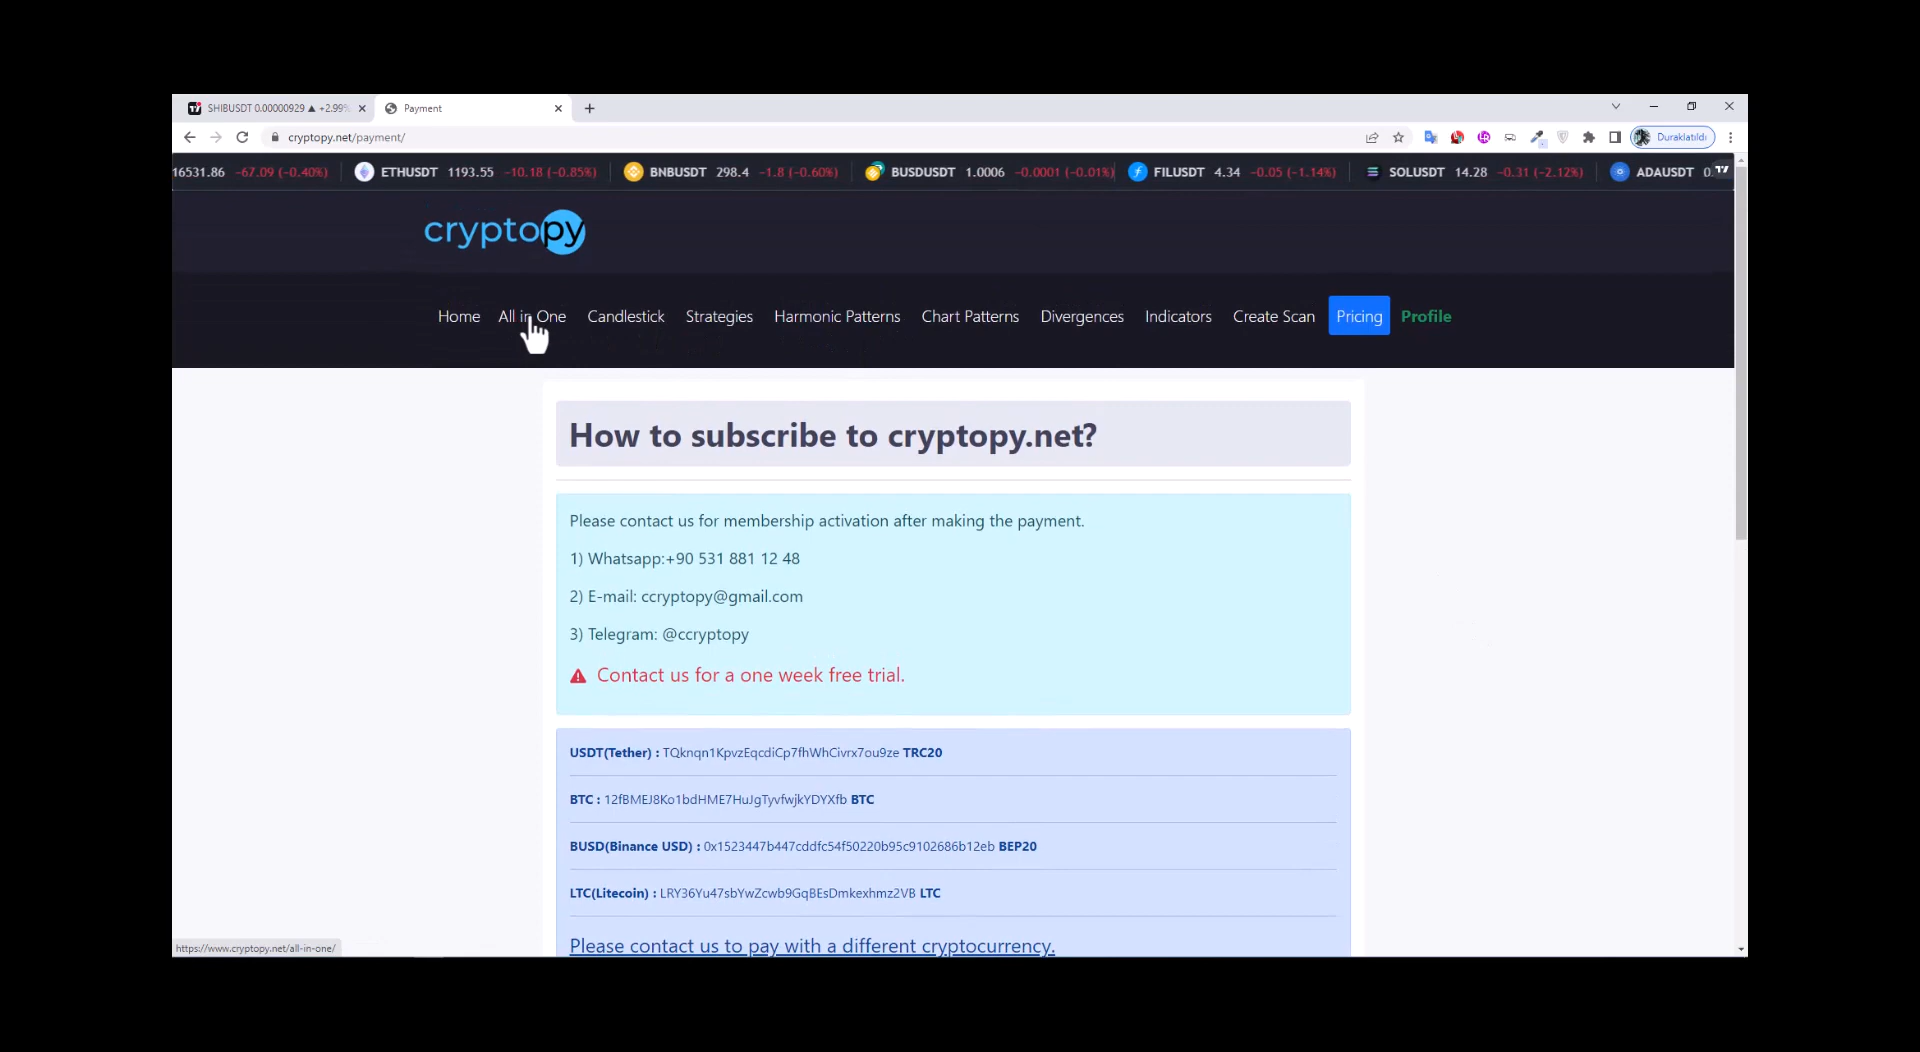 SHIBUSDT 0.00000929 ▲ +2.99%
Payment
cryptopy.net/payment/
Duraklatıldı
16531.86 -67.09 (-0.40%) ETHUSDT 1193.55 -10.18 (-0.85%) BNBUSDT 298.4 -1.8 (-0.60%) BUSDUSDT 1.0006 -0.0001 (-0.01%) FILUSDT 4.34 -0.05 (-1.14%) SOLUSDT 14.28 -0.31 (-2.12%) ADAUSDT 0.
cryptopy
Home All in One Candlestick Strategies Harmonic Patterns Chart Patterns Divergences Indicators Create Scan Pricing Profile
How to subscribe to cryptopy.net?
Please contact us for membership activation after making the payment.
1) Whatsapp:+90 531 881 12 48
2) E-mail: ccryptopy@gmail.com
3) Telegram: @ccryptopy
Contact us for a one week free trial.
USDT(Tether) : TQknqn1KpvzEqcdiCp7fhWhCivrx7ou9ze TRC20
BTC : 12fBMEJ8Ko1bdHME7HuJgTyvfwjkYDYXfb BTC
BUSD(Binance USD) : 0x1523447b447cddfc54f50220b95c9102686b12eb BEP20
LTC(Litecoin) : LRY36Yu47sbYwZcwb9GqBEsDmkexhmz2VB LTC
Please contact us to pay with a different cryptocurrency.
https://www.cryptopy.net/all-in-one/